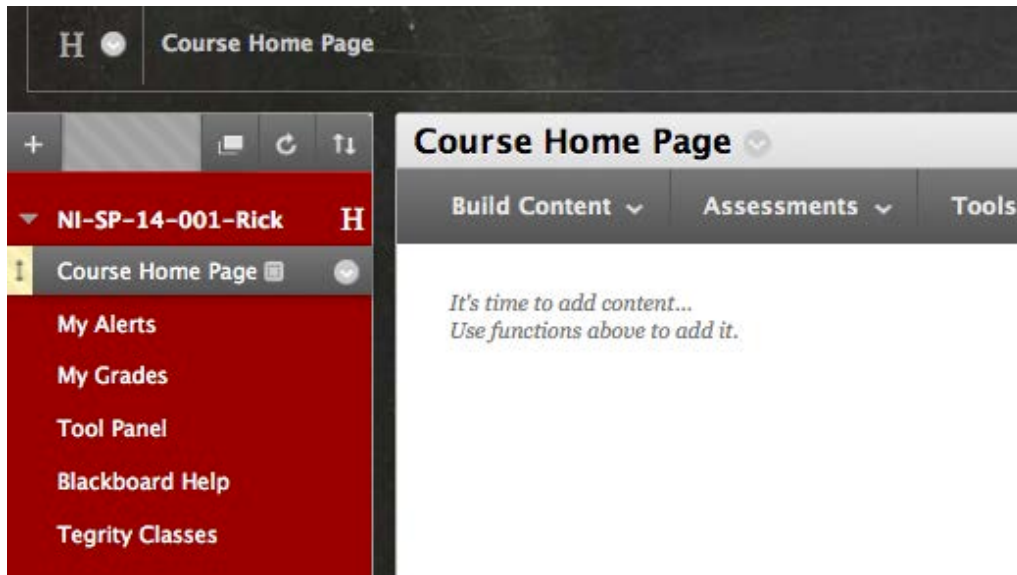 H Course Home Page
+
NI-SP-14-001-Rick H
Course Home Page
My Alerts
My Grades
Tool Panel
Blackboard Help
Tegrity Classes
Course Home Page
Build Content Assessments Tools
It's time to add content...
Use functions above to add it.